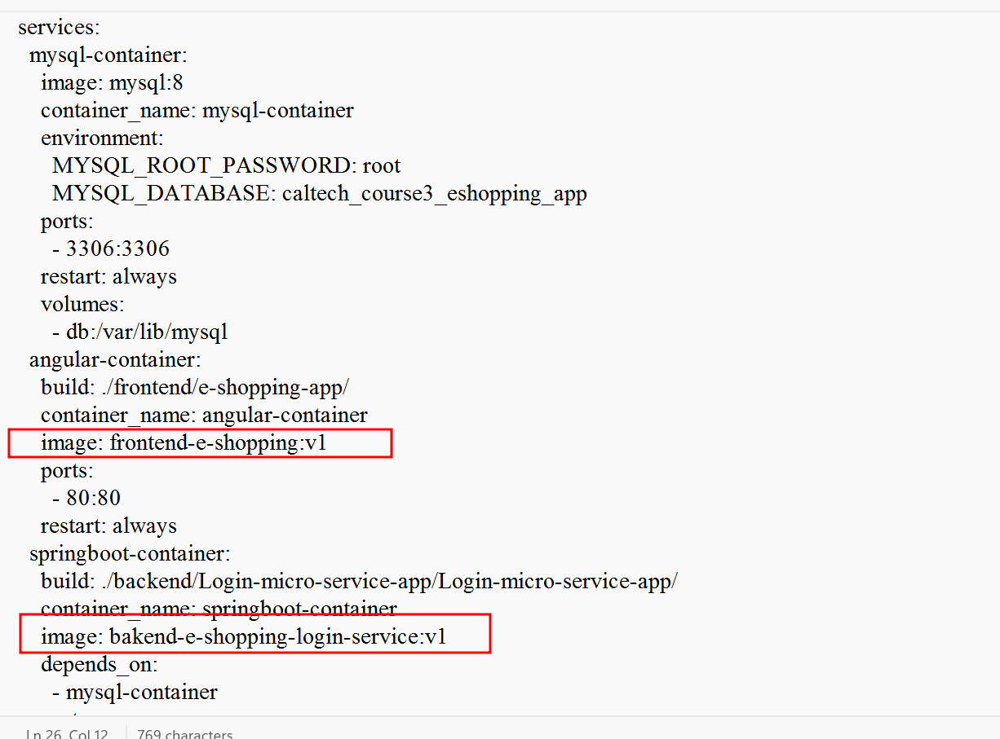 services:
mysql-container:
image: mysql:8
container_name: mysql-container
environment:
MYSQL_ROOT_PASSWORD: root
MYSQL_DATABASE: caltech_course3_eshopping_app
ports:
- 3306:3306
restart: always
volumes:
- db:/var/lib/mysql
angular-container:
build: ./frontend/e-shopping-app/
container_name: angular-container
image: frontend-e-shopping:v1
ports:
- 80:80
restart: always
springboot-container:
build: ./backend/Login-micro-service-app/Login-micro-service-app/
container_name: springboot-container
image: bakend-e-shopping-login-service:v1
depends_on:
- mysql-container
Ln 26, Col 12 769 characters